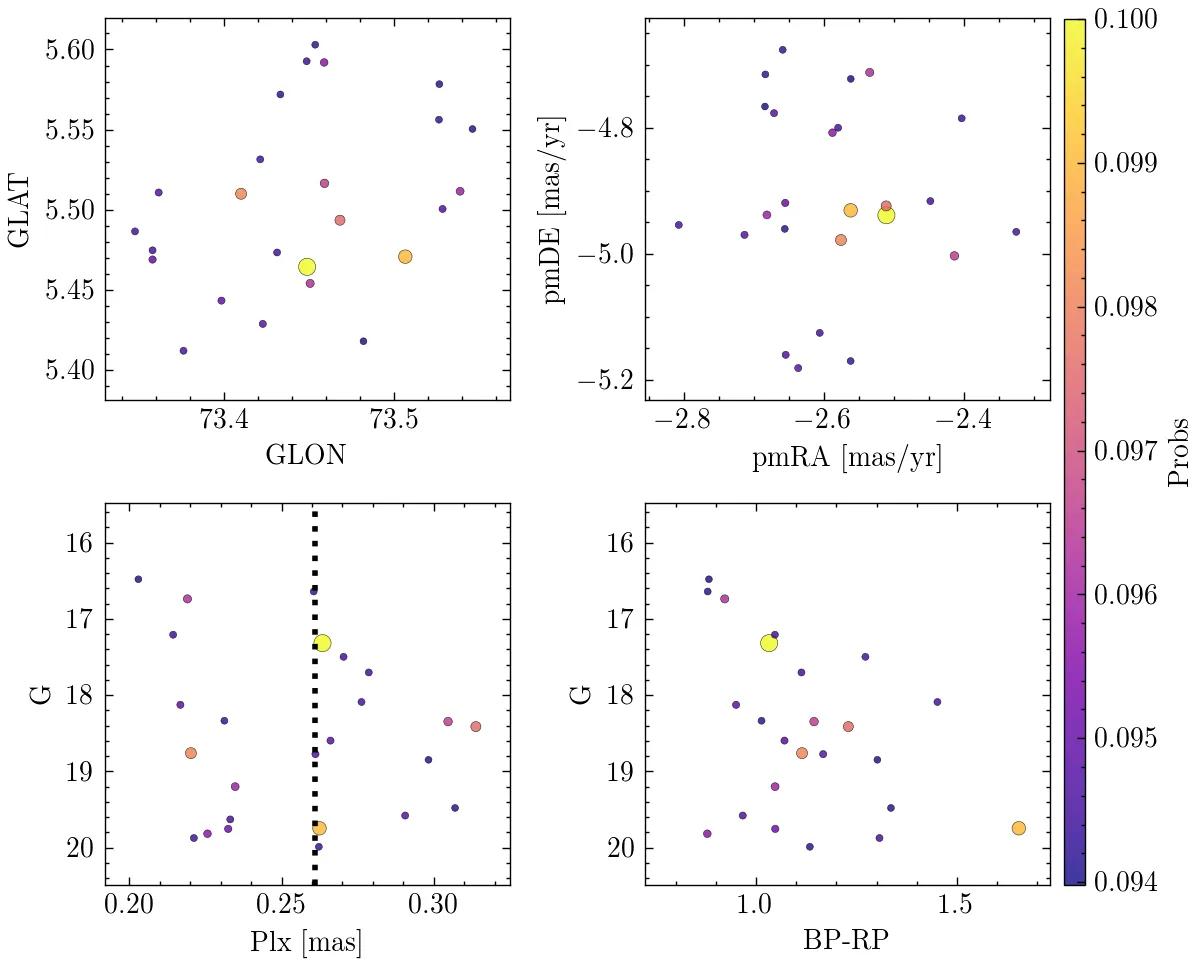 5.60
5.55
5.50
5.45
5.40
GLAT
73.4 73.5
GLON
−4.8
−5.0
−5.2
pmDE [mas/yr]
−2.8 −2.6 −2.4
pmRA [mas/yr]
16
17
18
19
20
G
0.20 0.25 0.30
Plx [mas]
16
17
18
19
20
G
1.0 1.5
BP-RP
0.100
0.099
0.098
0.097
0.096
0.095
0.094
Probs